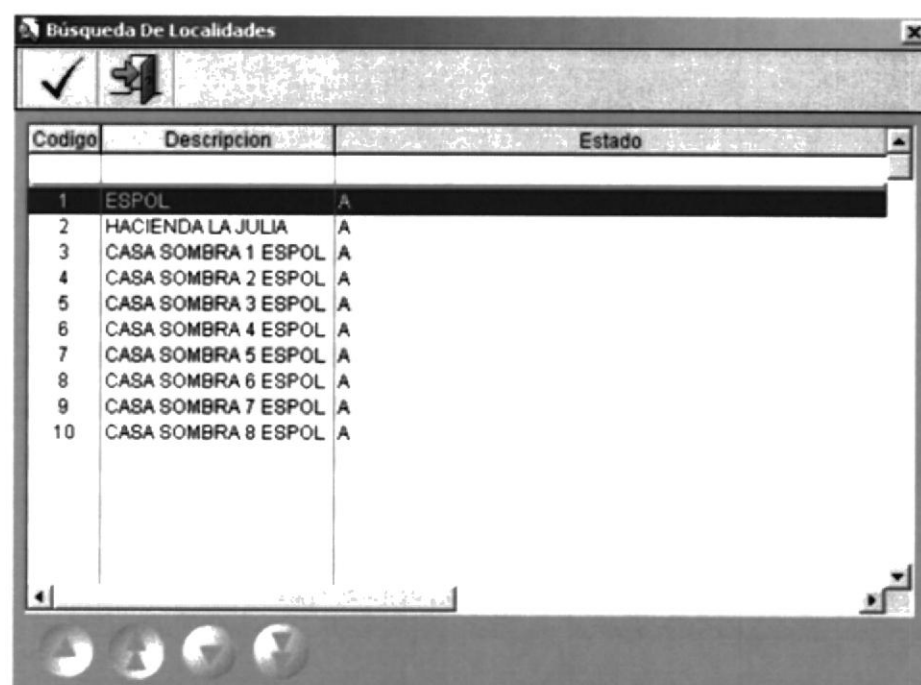 Búsqueda De Localidades
Codigo Descripcion Estado
1 ESPOL A
2 HACIENDA LA JULIA A
3 CASA SOMBRA 1 ESPOL A
4 CASA SOMBRA 2 ESPOL A
5 CASA SOMBRA 3 ESPOL A
6 CASA SOMBRA 4 ESPOL A
7 CASA SOMBRA 5 ESPOL A
8 CASA SOMBRA 6 ESPOL A
9 CASA SOMBRA 7 ESPOL A
10 CASA SOMBRA 8 ESPOL A